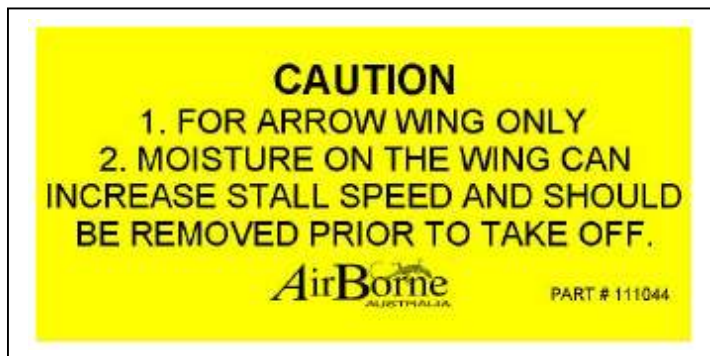 CAUTION
1. FOR ARROW WING ONLY
2. MOISTURE ON THE WING CAN
INCREASE STALL SPEED AND SHOULD
BE REMOVED PRIOR TO TAKE OFF.
AirBorne
AUSTRALIA
PART # 111044